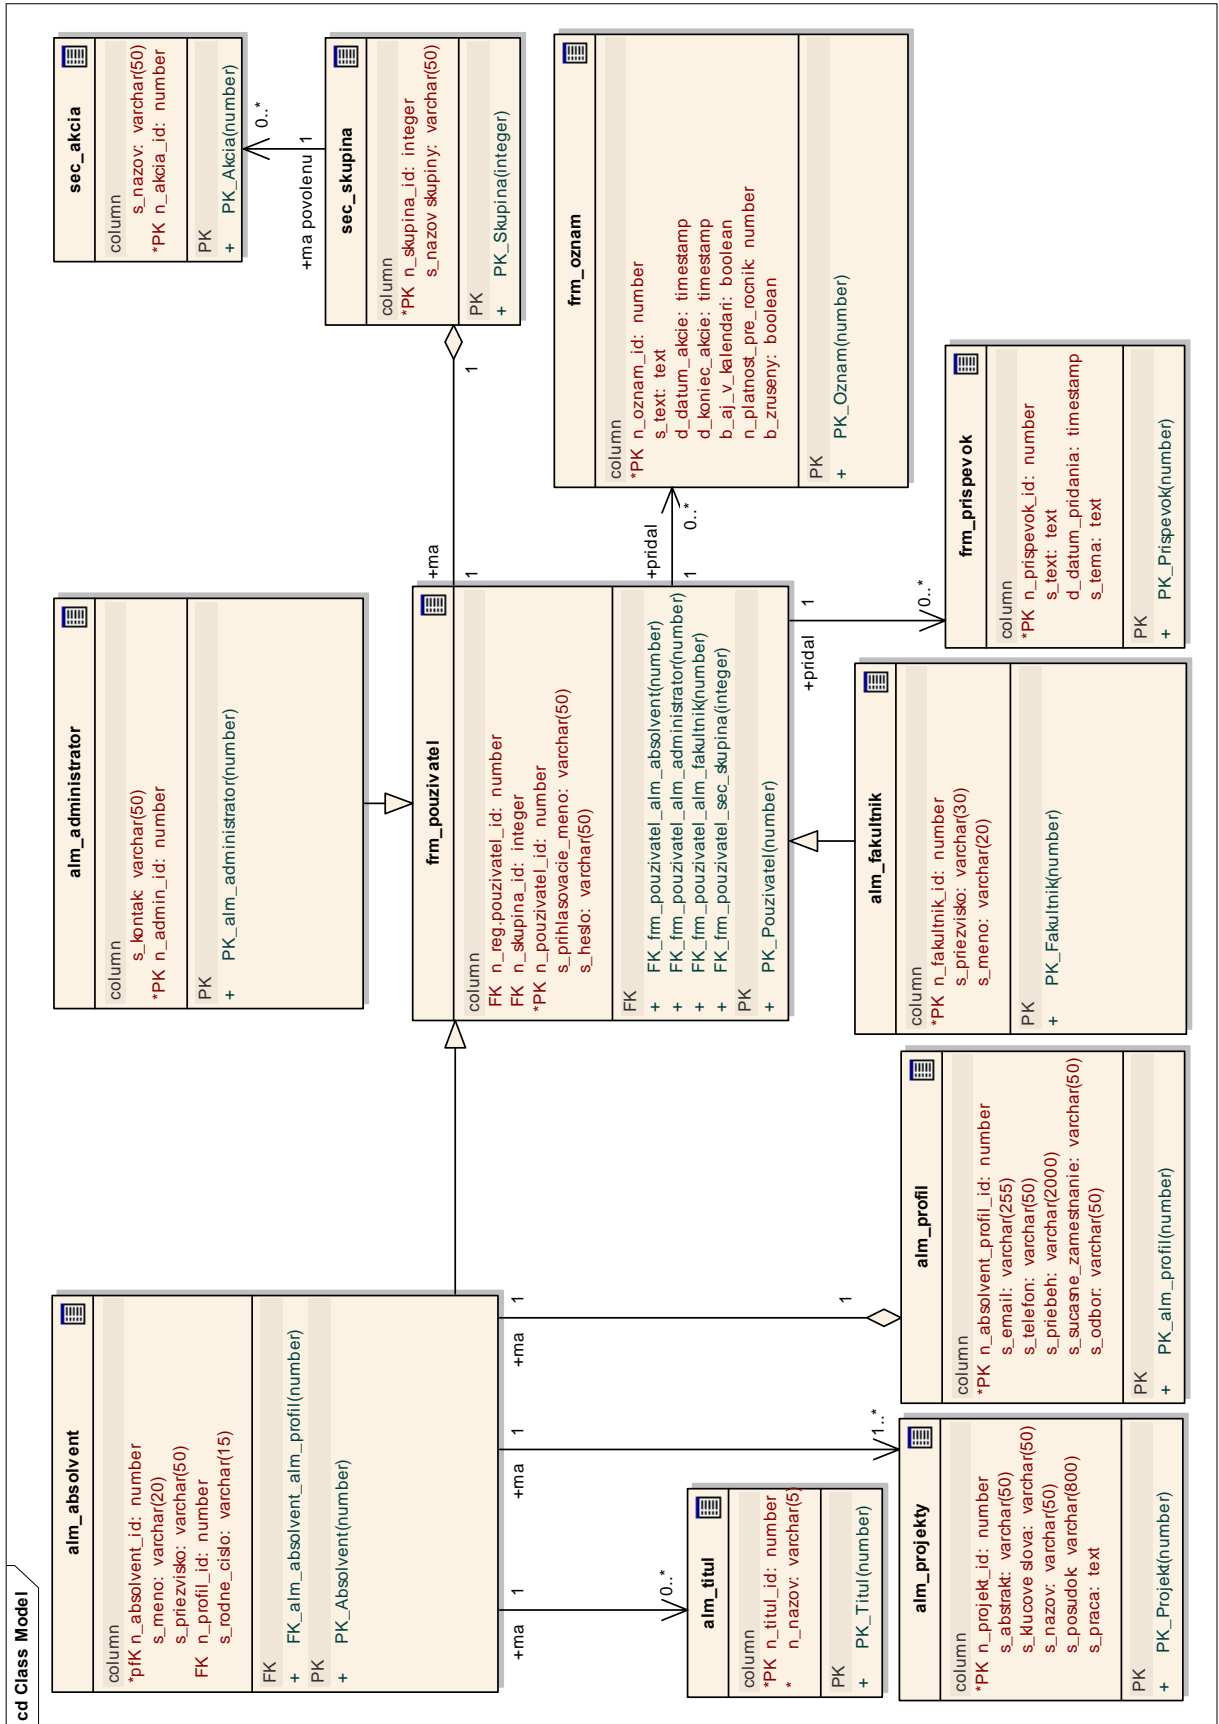 cd Class Model
alm_absolvent
column
*pfK n_absolvent_id: number
s_meno: varchar(20)
s_priezvisko: varchar(50)
FK n_profil_id: number
s_rodne_cislo: varchar(15)
FK
+ FK_alm_absolvent_alm_profil(number)
PK
+ PK_Absolvent(number)
+ma 1
0..*
+ma 1
1..*
+ma 1
1
alm_titul
column
*PK n_titul_id: number
* n_nazov: varchar(5)
PK
+ PK_Titul(number)
alm_projekty
column
*PK n_projekt_id: number
s_abstrakt: varchar(50)
s_klucove slova: varchar(50)
s_nazov: varchar(50)
s_posudok: varchar(800)
s_praca: text
PK
+ PK_Projekt(number)
alm_profil
column
*PK n_absolvent_profil_id: number
s_email: varchar(255)
s_telefon: varchar(50)
s_priebeh: varchar(2000)
s_sucasne_zamestnanie: varchar(50)
s_odbor: varchar(50)
PK
+ PK_alm_profil(number)
alm_administrator
column
s_kontak: varchar(50)
*PK n_admin_id: number
PK
+ PK_alm_administrator(number)
frm_pouzivatel
column
FK n_reg.pouzivatel_id: number
FK n_skupina_id: integer
*PK n_pouzivatel_id: number
s_prihlasovacie_meno: varchar(50)
s_heslo: varchar(50)
FK
+ FK_frm_pouzivatel_alm_absolvent(number)
+ FK_frm_pouzivatel_alm_administrator(number)
+ FK_frm_pouzivatel_alm_fakultnik(number)
+ FK_frm_pouzivatel_sec_skupina(integer)
PK
+ PK_Pouzivatel(number)
alm_fakultnik
column
*PK n_fakultnik_id: number
s_priezvisko: varchar(30)
s_meno: varchar(20)
PK
+ PK_Fakultnik(number)
+ma
1
1
+pridal
1
0..*
+pridal 1
0..*
sec_akcia
column
s_nazov: varchar(50)
*PK n_akcia_id: number
PK
+ PK_Akcia(number)
0..*
+ma povolenu 1
sec_skupina
column
*PK n_skupina_id: integer
s_nazov skupiny: varchar(50)
PK
+ PK_Skupina(integer)
frm_oznam
column
*PK n_oznam_id: number
s_text: text
d_datum_akcie: timestamp
d_koniec_akcie: timestamp
b_aj_v_kalendari: boolean
n_platnost_pre_rocnik: number
b_zruseny: boolean
PK
+ PK_Oznam(number)
frm_prispevok
column
*PK n_prispevok_id: number
s_text: text
d_datum_pridania: timestamp
s_tema: text
PK
+ PK_Prispevok(number)